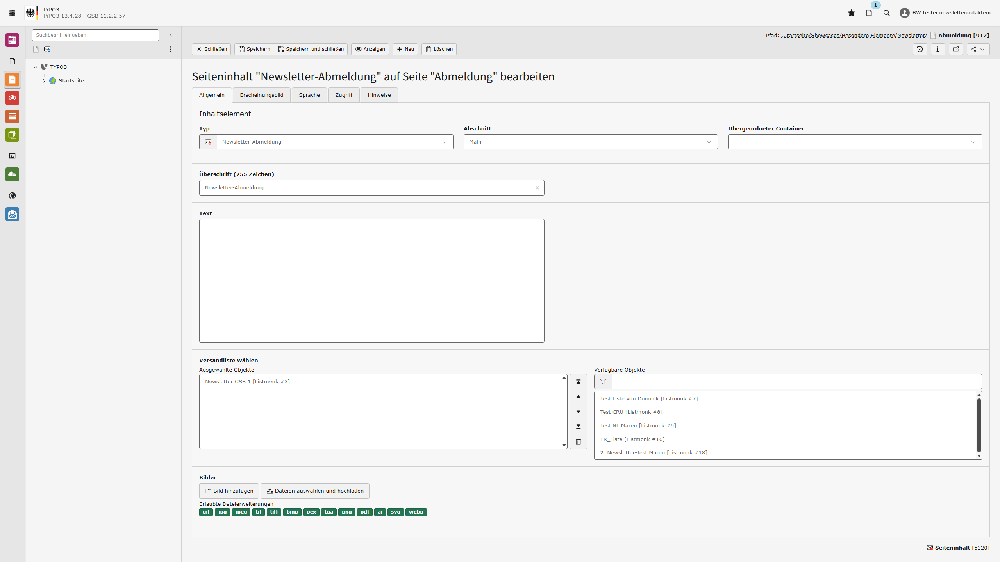 TYPO3
TYPO3 13.4.28 - GSB 11.2.2.57
1
BW tester.newsletterredakteur
Suchbegriff eingeben
Pfad: ...tartseite/Showcases/Besondere Elemente/Newsletter/ Abmeldung [912]
Schließen
Speichern
Speichern und schließen
Anzeigen
Neu
Löschen
TYPO3
Startseite
Seiteninhalt "Newsletter-Abmeldung" auf Seite "Abmeldung" bearbeiten
Allgemein
Erscheinungsbild
Sprache
Zugriff
Hinweise
Inhaltselement
Typ
Abschnitt
Übergeordneter Container
Newsletter-Abmeldung
Main
-
Überschrift (255 Zeichen)
Newsletter-Abmeldung
Text
Versandliste wählen
Ausgewählte Objekte
Verfügbare Objekte
Newsletter GSB 1 [Listmonk #3]
Test Liste von Dominik [Listmonk #7]
Test CRU [Listmonk #8]
Test NL Maren [Listmonk #9]
TR_Liste [Listmonk #16]
2. Newsletter-Test Maren [Listmonk #18]
Bilder
Bild hinzufügen
Dateien auswählen und hochladen
Erlaubte Dateierweiterungen
gif jpg jpeg tif tiff bmp pcx tga png pdf ai svg webp
Seiteninhalt [5320]